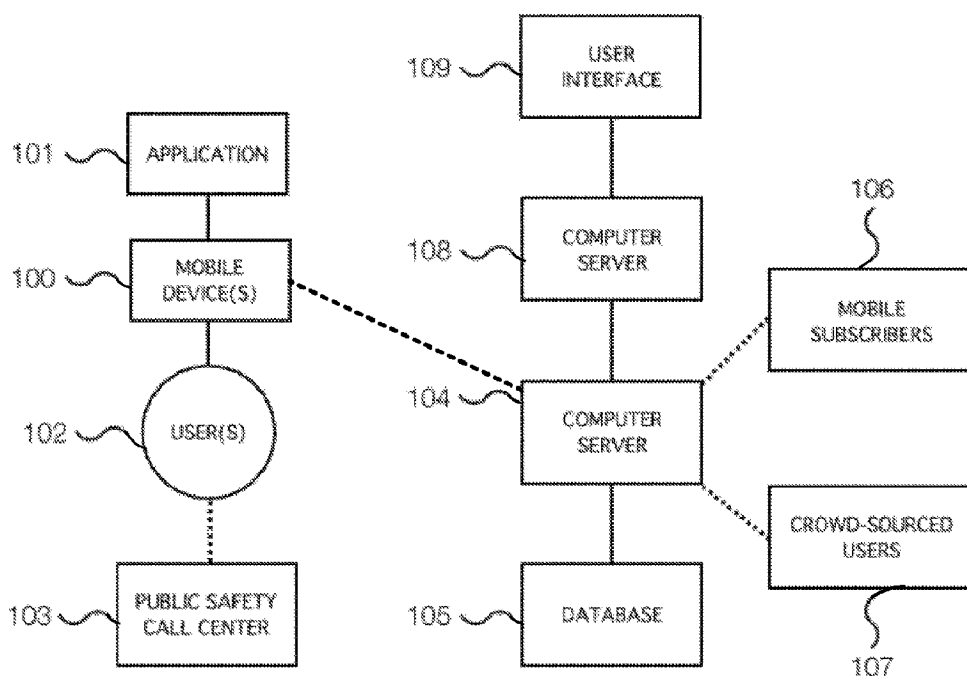 109
USER
INTERFACE
101
APPLICATION
106
108
COMPUTER
SERVER
100
MOBILE
DEVICE(S)
MOBILE
SUBSCRIBERS
104
COMPUTER
SERVER
102
USER(S)
CROWD-SOURCED
USERS
103
PUBLIC SAFETY
CALL CENTER
105
DATABASE
107